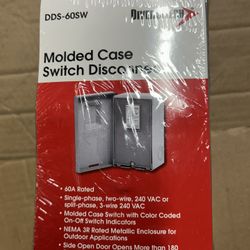 DDS-60SW
Molded Case
Switch Disconnect
• 60A Rated
• Single-phase, two-wire, 240 VAC or
split-phase, 3-wire 240 VAC
• Molded Case Switch with Color Coded
On-Off Switch Indicators
• NEMA 3R Rated Metallic Enclosure for
Outdoor Applications
• Side Open Door Opens More than 180